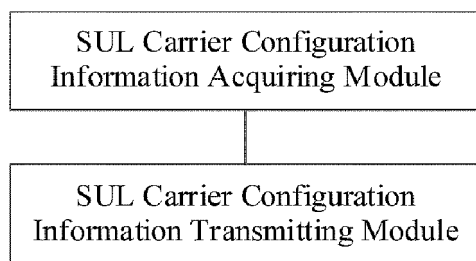 SUL Carrier Configuration
Information Acquiring Module
SUL Carrier Configuration
Information Transmitting Module